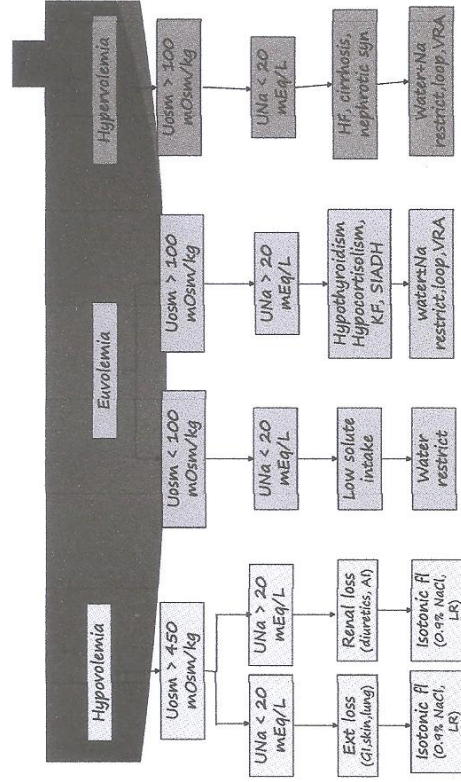 Hypovolemia
Euvolemia
Hypervolemia
Uosm > 450
mOsm/kg
Uosm < 100
mOsm/kg
Uosm > 100
mOsm/kg
Uosm > 100
mOsm/kg
UNa < 20
mEq/L
UNa > 20
mEq/L
UNa < 20
mEq/L
UNa > 20
mEq/L
UNa < 20
mEq/L
Ext loss
(GI,skin,lung)
Renal loss
(diuretics, AI)
Low solute
intake
Hypothyroidism
Hypocortisolism,
KF, SIADH
HF, cirrhosis,
nephrotic syn
Isotonic fl
(0.9% NaCl,
LR)
Isotonic fl
(0.9% NaCl,
LR)
Water
restrict
water±Na
restrict,loop,VRA
Water+Na
restrict,loop,VRA